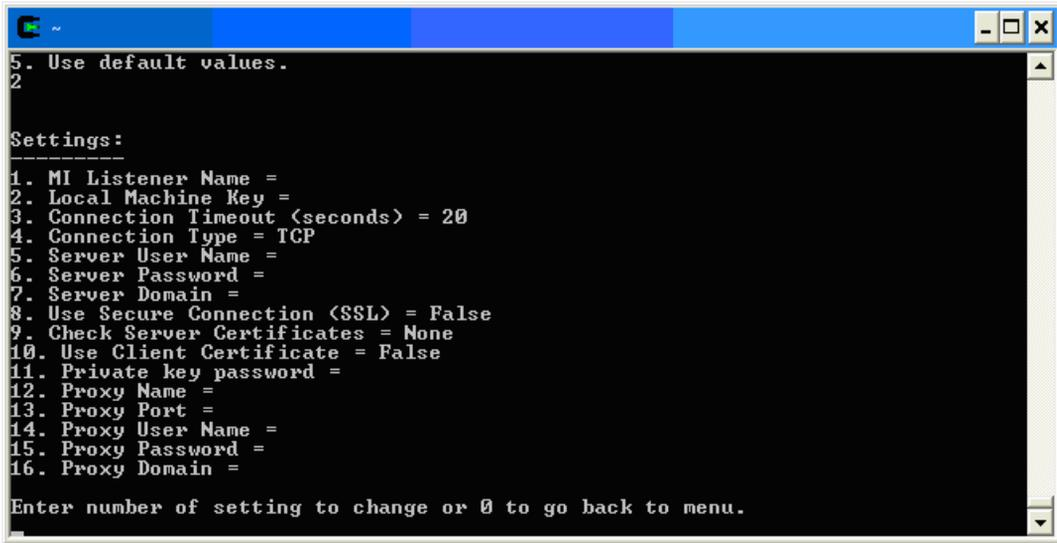 ~
5. Use default values.
2
Settings:
---------
1. MI Listener Name =
2. Local Machine Key =
3. Connection Timeout (seconds) = 20
4. Connection Type = TCP
5. Server User Name =
6. Server Password =
7. Server Domain =
8. Use Secure Connection (SSL) = False
9. Check Server Certificates = None
10. Use Client Certificate = False
11. Private key password =
12. Proxy Name =
13. Proxy Port =
14. Proxy User Name =
15. Proxy Password =
16. Proxy Domain =
Enter number of setting to change or 0 to go back to menu.